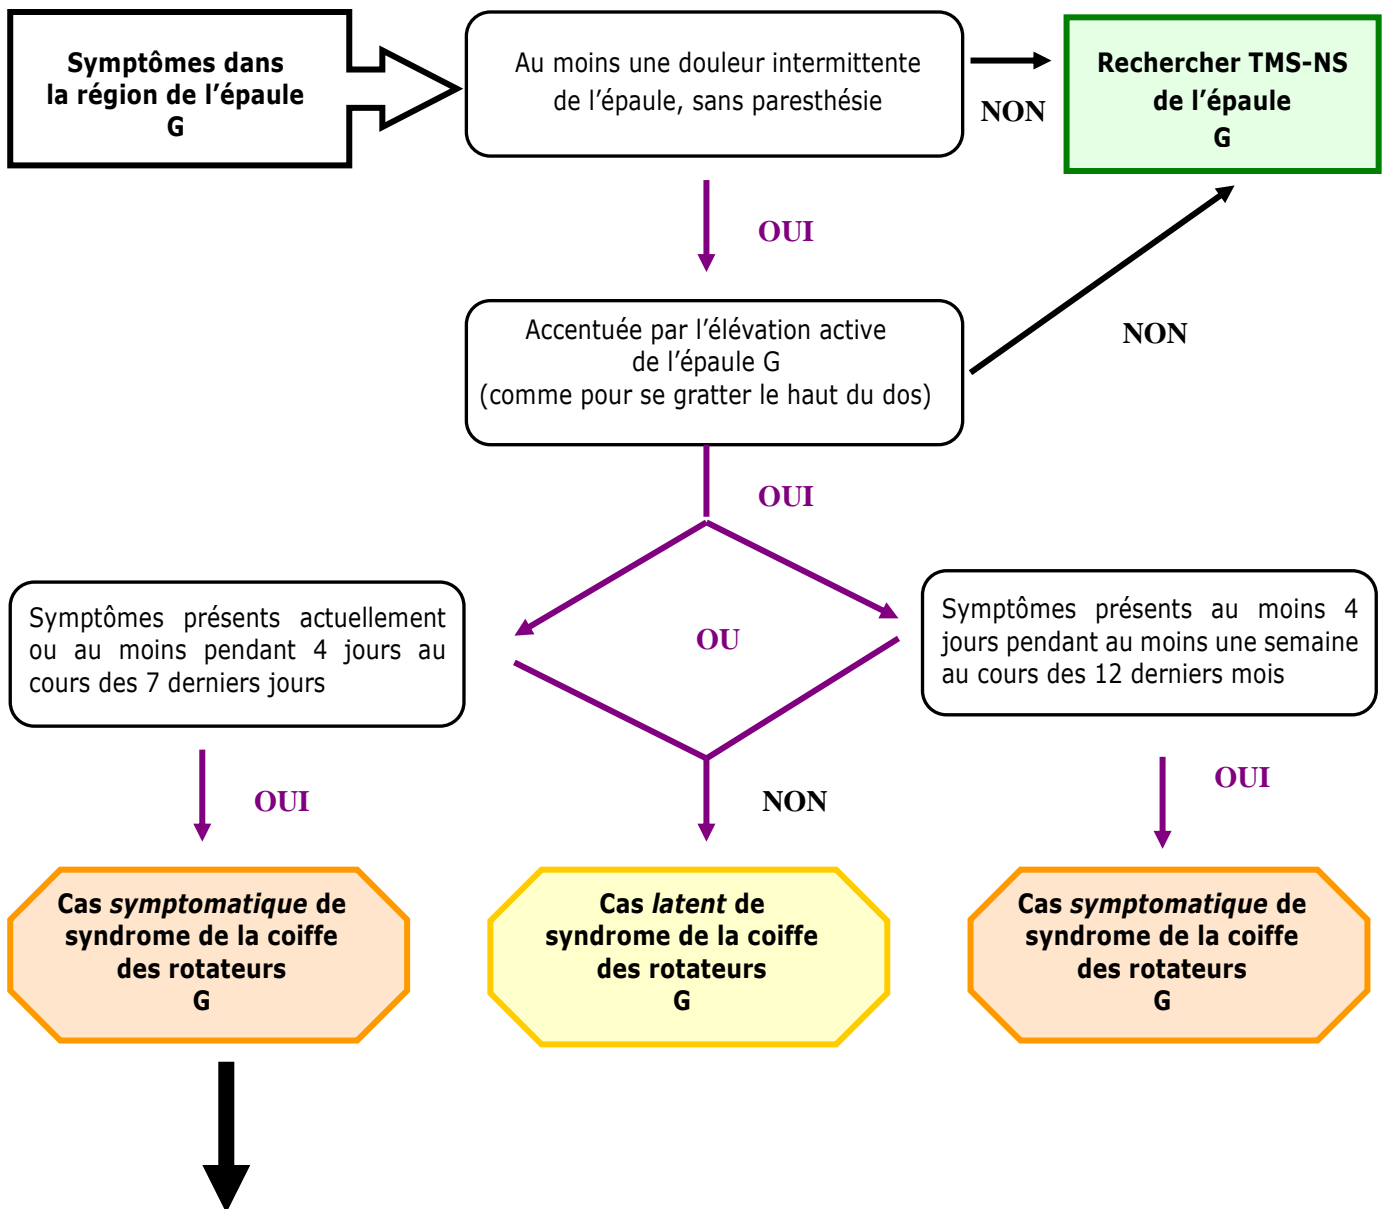 Symptômes dans
la région de l’épaule
G
Au moins une douleur intermittente
de l’épaule, sans paresthésie
NON
Rechercher TMS-NS
de l’épaule
G
OUI
Accentuée par l’élévation active
de l’épaule G
(comme pour se gratter le haut du dos)
NON
OUI
Symptômes présents actuellement
ou au moins pendant 4 jours au
cours des 7 derniers jours
OU
Symptômes présents au moins 4
jours pendant au moins une semaine
au cours des 12 derniers mois
OUI
NON
OUI
Cas symptomatique de
syndrome de la coiffe
des rotateurs
G
Cas latent de
syndrome de la coiffe
des rotateurs
G
Cas symptomatique de
syndrome de la coiffe
des rotateurs
G